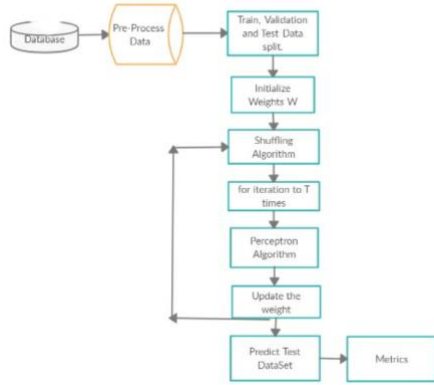 Database
Pre-Process
Data
Train, Validation
and Test Data
split.
Initialize
Weights W
Shuffling
Algorithm
for iteration to T
times
Perceptron
Algorithm
Update the
weight
Predict Test
DataSet
Metrics